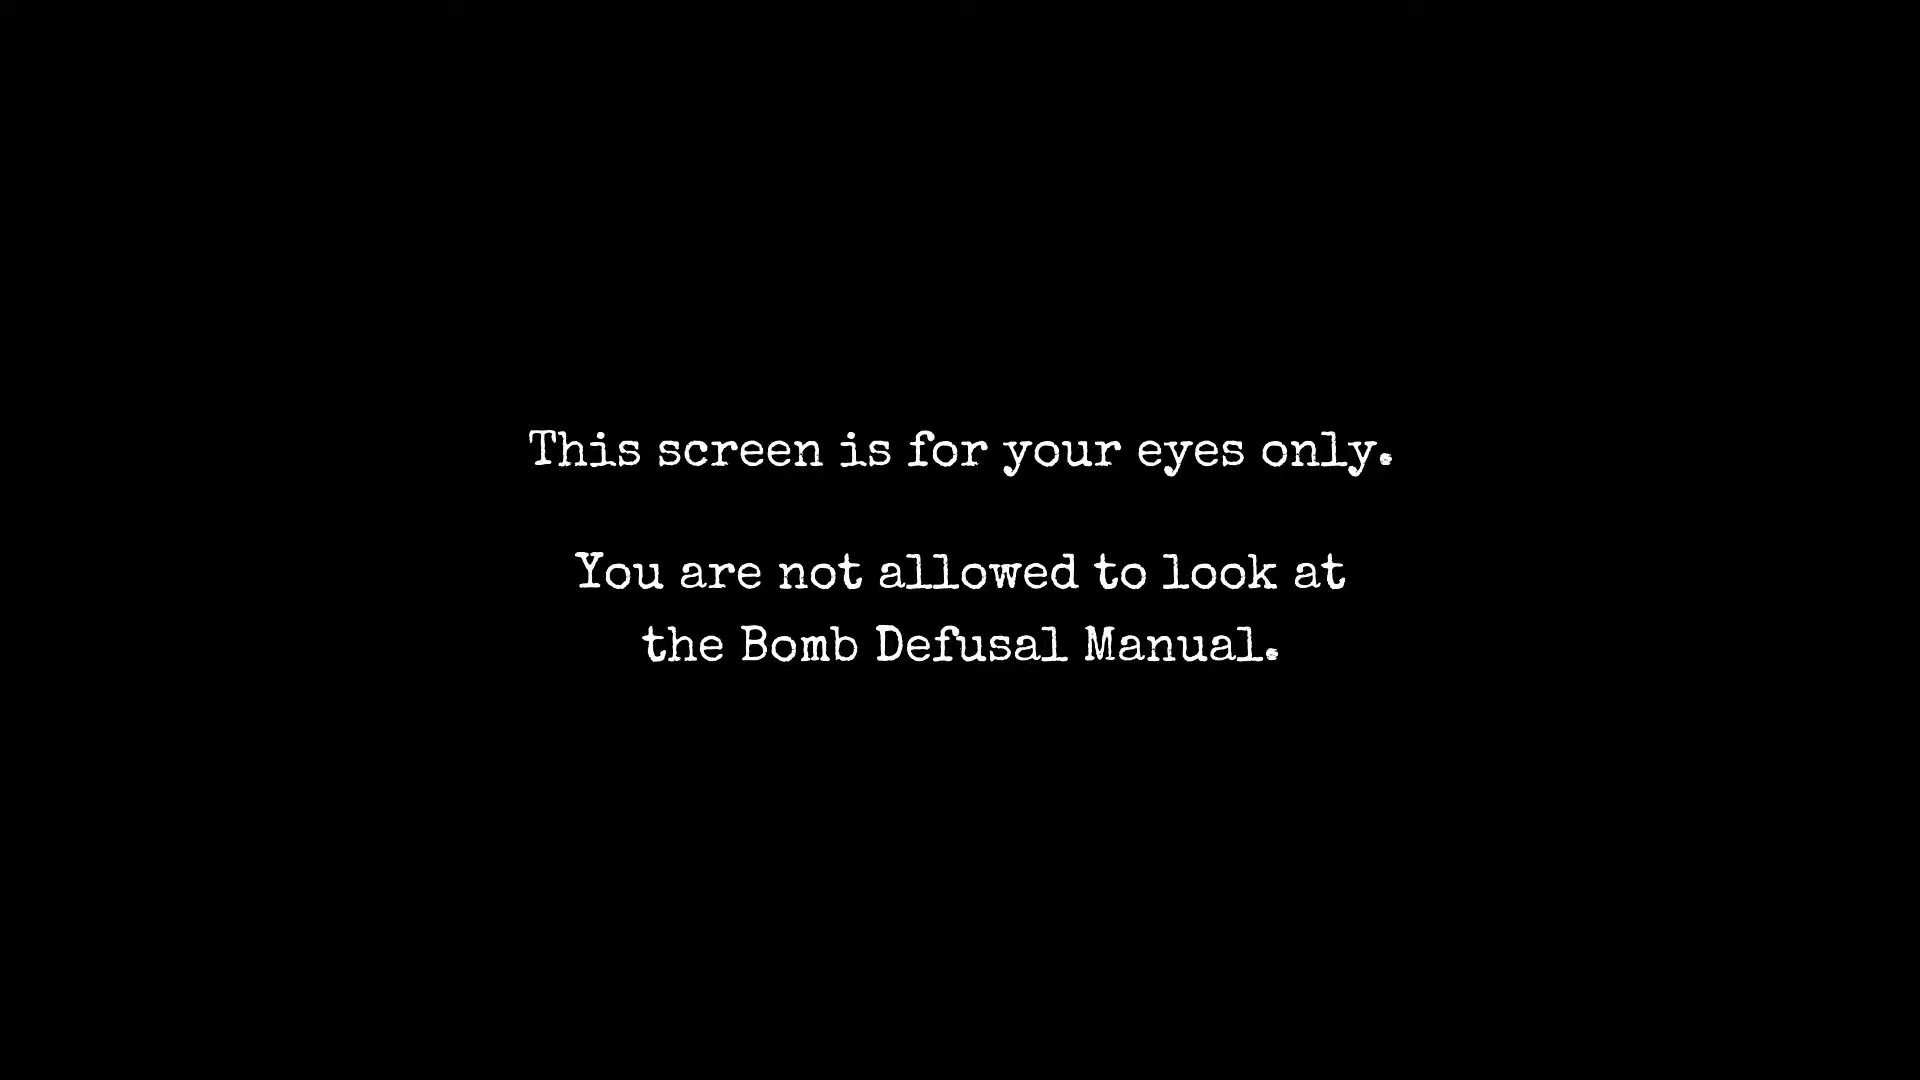 This screen is for your eyes only.
You are not allowed to look at
the Bomb Defusal Manual.